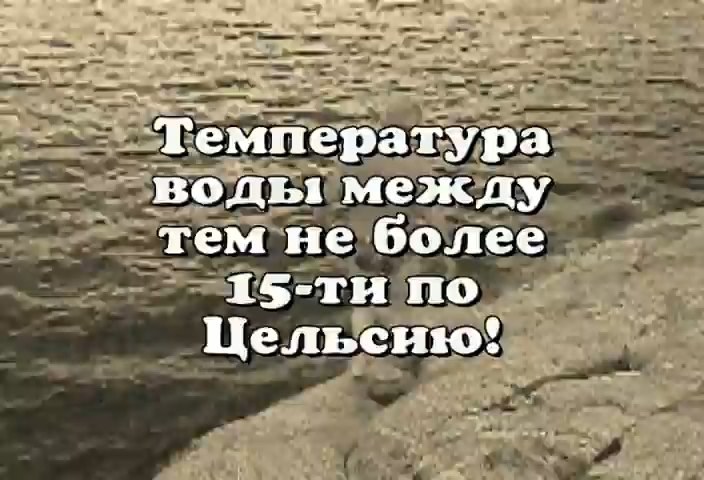 Температура
воды между
тем не более
15-ти по
Цельсию!